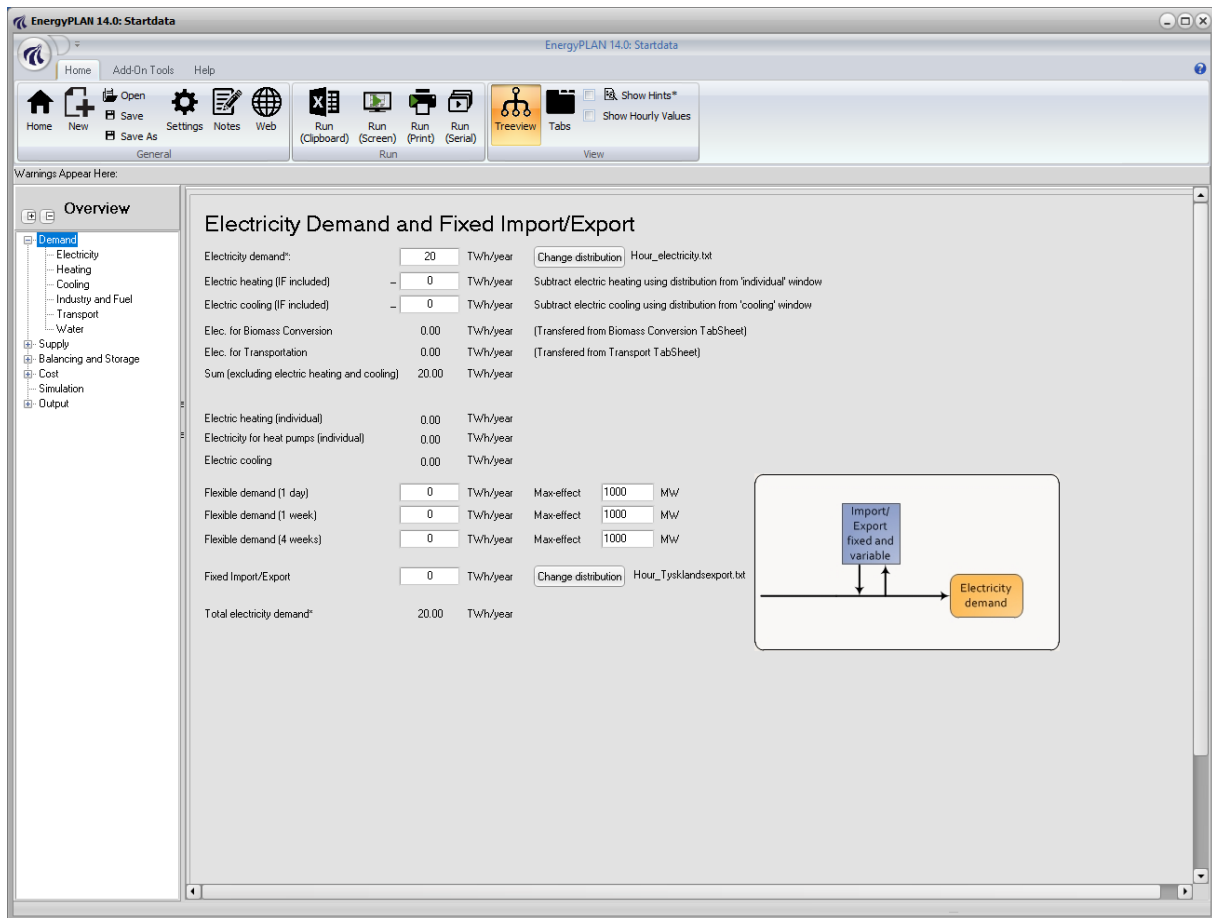 EnergyPLAN 14.0: Startdata
EnergyPLAN 14.0: Startdata
Home Add-On Tools Help
Home New Open Save Save As Settings Notes Web
General
Run (Clipboard) Run (Screen) Run (Print) Run (Serial)
Run
Treeview Tabs Show Hints* Show Hourly Values
View
Warnings Appear Here:
Overview
Demand
Electricity
Heating
Cooling
Industry and Fuel
Transport
Water
Supply
Balancing and Storage
Cost
Simulation
Output
Electricity Demand and Fixed Import/Export
Electricity demand*: 20 TWh/year Change distribution Hour_electricity.txt
Electric heating (IF included) – 0 TWh/year Subtract electric heating using distribution from 'individual' window
Electric cooling (IF included) – 0 TWh/year Subtract electric cooling using distribution from 'cooling' window
Elec. for Biomass Conversion 0.00 TWh/year (Transfered from Biomass Conversion TabSheet)
Elec. for Transportation 0.00 TWh/year (Transfered from Transport TabSheet)
Sum (excluding electric heating and cooling) 20.00 TWh/year
Electric heating (individual) 0.00 TWh/year
Electricity for heat pumps (individual) 0.00 TWh/year
Electric cooling 0.00 TWh/year
Flexible demand (1 day) 0 TWh/year Max-effect 1000 MW
Flexible demand (1 week) 0 TWh/year Max-effect 1000 MW
Flexible demand (4 weeks) 0 TWh/year Max-effect 1000 MW
Fixed Import/Export 0 TWh/year Change distribution Hour_Tysklandsexport.txt
Total electricity demand* 20.00 TWh/year
Import/
Export
fixed and
variable
Electricity
demand